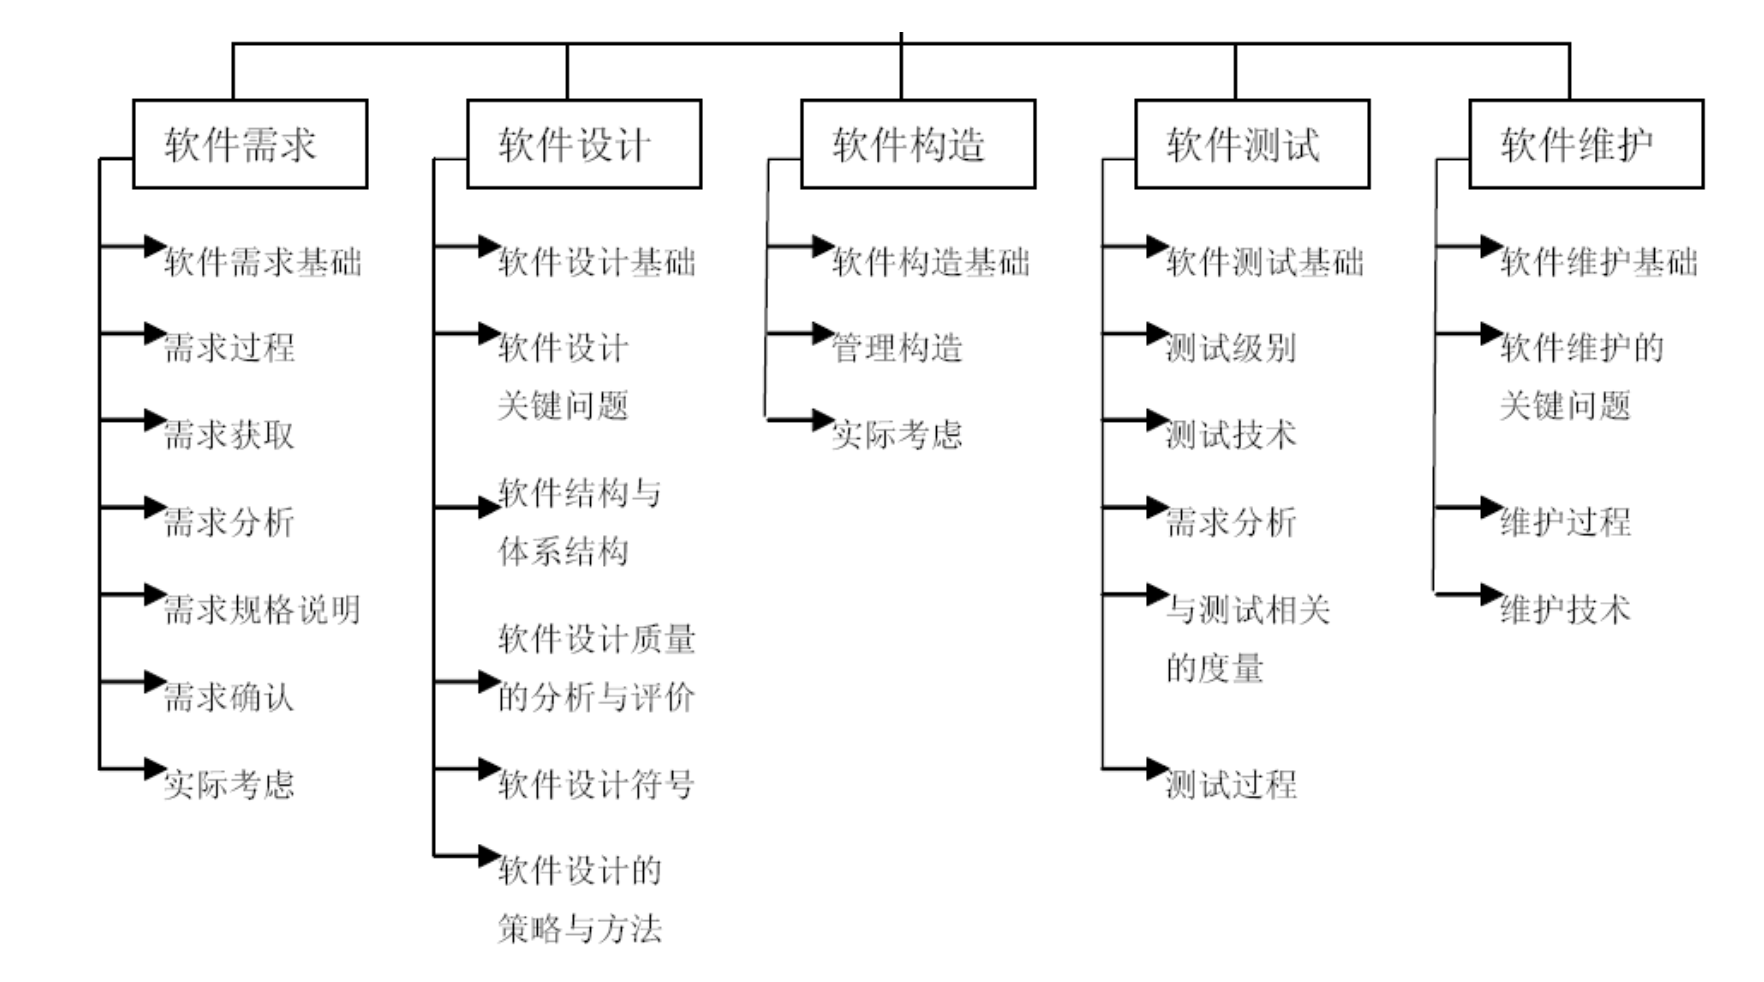 软件需求
软件需求基础
需求过程
需求获取
需求分析
需求规格说明
需求确认
实际考虑
软件设计
软件设计基础
软件设计
关键问题
软件结构与
体系结构
软件设计质量
的分析与评价
软件设计符号
软件设计的
策略与方法
软件构造
软件构造基础
管理构造
实际考虑
软件测试
软件测试基础
测试级别
测试技术
需求分析
与测试相关
的度量
测试过程
软件维护
软件维护基础
软件维护的
关键问题
维护过程
维护技术